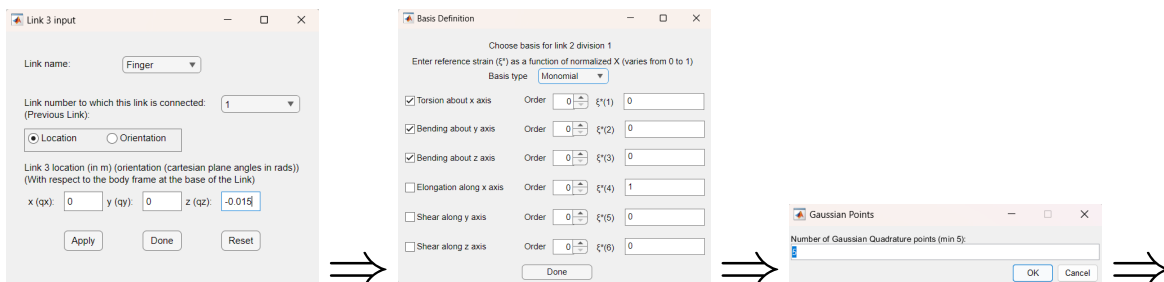 Link 3 input
Link name: Finger
Link number to which this link is connected: 1
(Previous Link):
Location Orientation
Link 3 location (in m) (orientation (cartesian plane angles in rads))
(With respect to the body frame at the base of the Link)
x (qx): 0 y (qy): 0 z (qz): -0.015
Apply Done Reset
Basis Definition
Choose basis for link 2 division 1
Enter reference strain (ξ*) as a function of normalized X (varies from 0 to 1)
Basis type Monomial
Torsion about x axis Order 0 ξ*(1) 0
Bending about y axis Order 0 ξ*(2) 0
Bending about z axis Order 0 ξ*(3) 0
Elongation along x axis Order 0 ξ*(4) 1
Shear along y axis Order 0 ξ*(5) 0
Shear along z axis Order 0 ξ*(6) 0
Done
Gaussian Points
Number of Gaussian Quadrature points (min 5):
5
OK Cancel